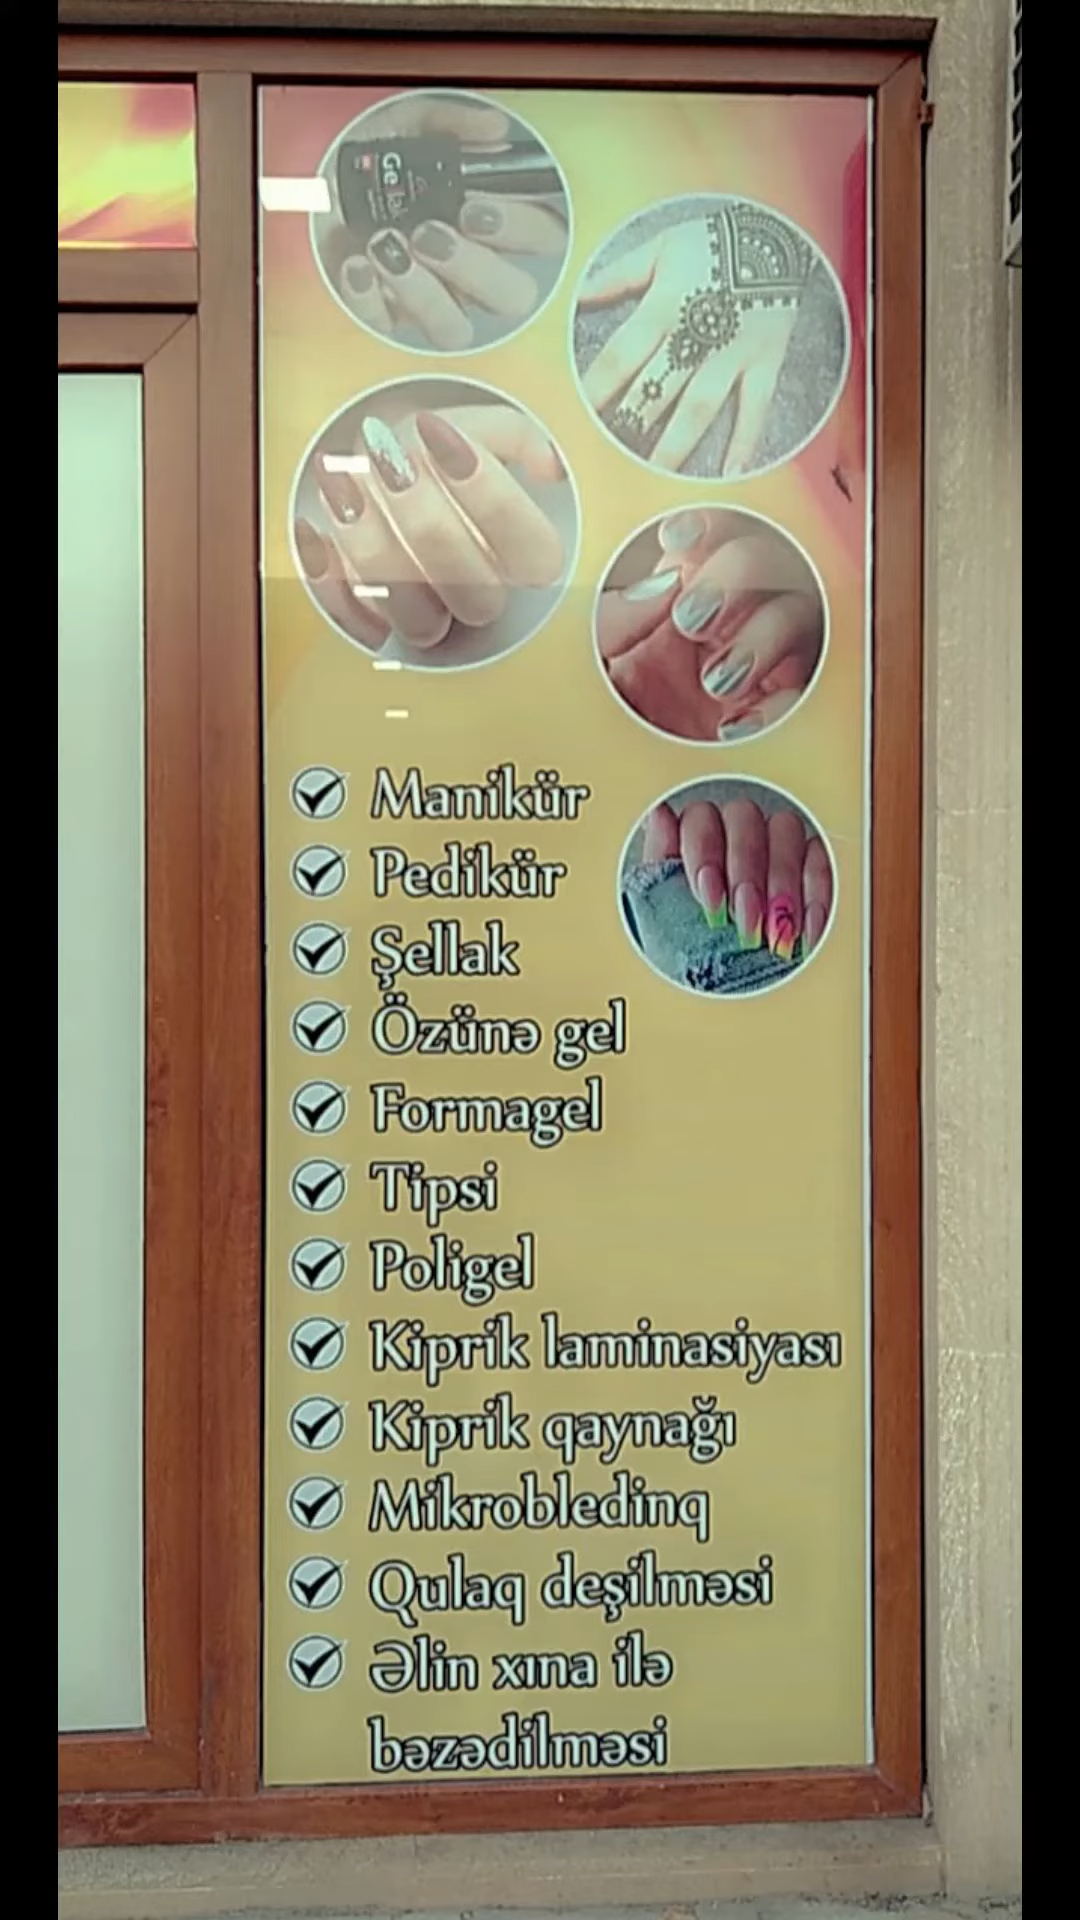 Gellak
Manikür
Pedikür
Şellak
Özünə gel
Formagel
Tipsi
Poligel
Kiprik laminasiyası
Kiprik qaynağı
Mikrobledinq
Qulaq deşilməsi
Əlin xına ilə
bəzədilməsi